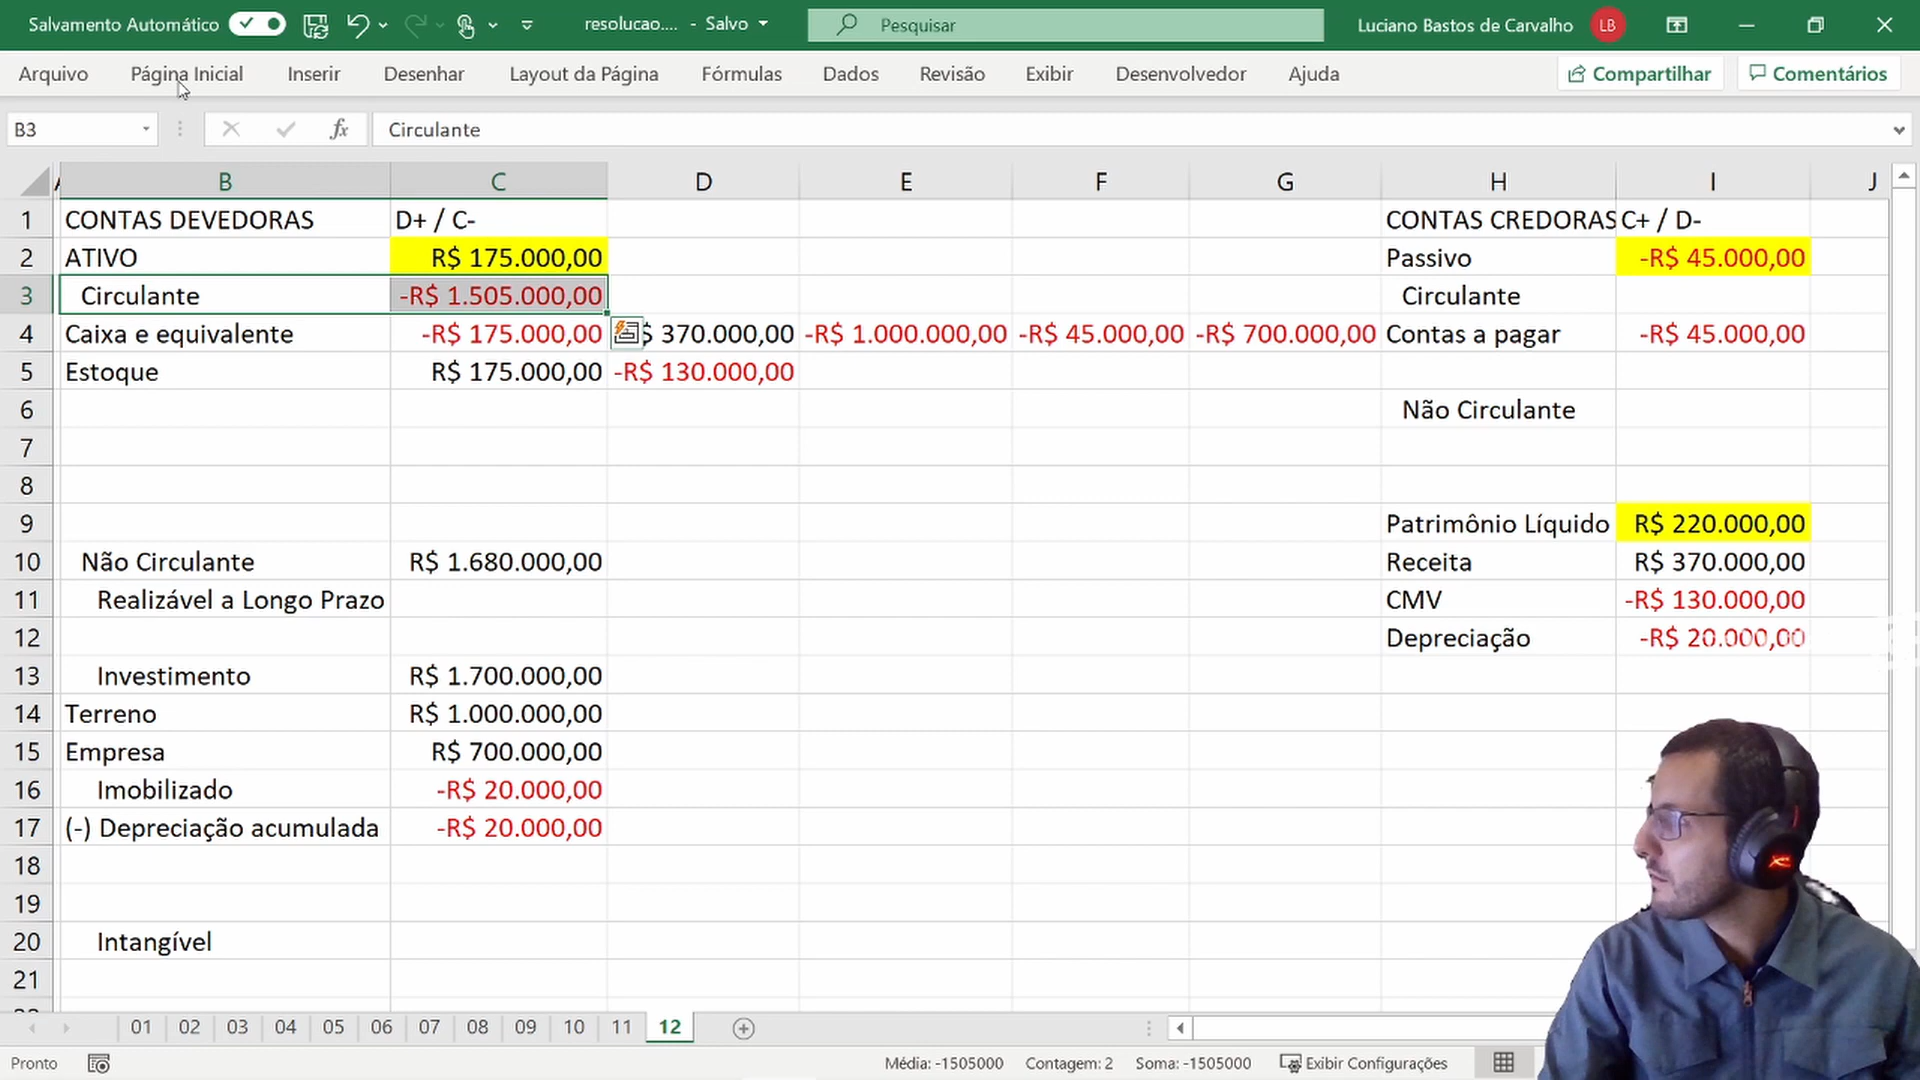 Salvamento Automático
resolucao.... - Salvo
Pesquisar
Luciano Bastos de Carvalho
LB
Arquivo Página Inicial Inserir Desenhar Layout da Página Fórmulas Dados Revisão Exibir Desenvolvedor Ajuda Compartilhar Comentários
B3 fx Circulante
B C D E F G H I J
1 CONTAS DEVEDORAS D+ / C- CONTAS CREDORAS C+ / D-
2 ATIVO R$ 175.000,00 Passivo -R$ 45.000,00
3 Circulante -R$ 1.505.000,00 Circulante
4 Caixa e equivalente -R$ 175.000,00 $ 370.000,00 -R$ 1.000.000,00 -R$ 45.000,00 -R$ 700.000,00 Contas a pagar -R$ 45.000,00
5 Estoque R$ 175.000,00 -R$ 130.000,00
6 Não Circulante
7
8
9 Patrimônio Líquido R$ 220.000,00
10 Não Circulante R$ 1.680.000,00 Receita R$ 370.000,00
11 Realizável a Longo Prazo CMV -R$ 130.000,00
12 Depreciação -R$ 20.000,00
13 Investimento R$ 1.700.000,00
14 Terreno R$ 1.000.000,00
15 Empresa R$ 700.000,00
16 Imobilizado -R$ 20.000,00
17 (-) Depreciação acumulada -R$ 20.000,00
18
19
20 Intangível
21
01 02 03 04 05 06 07 08 09 10 11 12
Pronto Média: -1505000 Contagem: 2 Soma: -1505000 Exibir Configurações